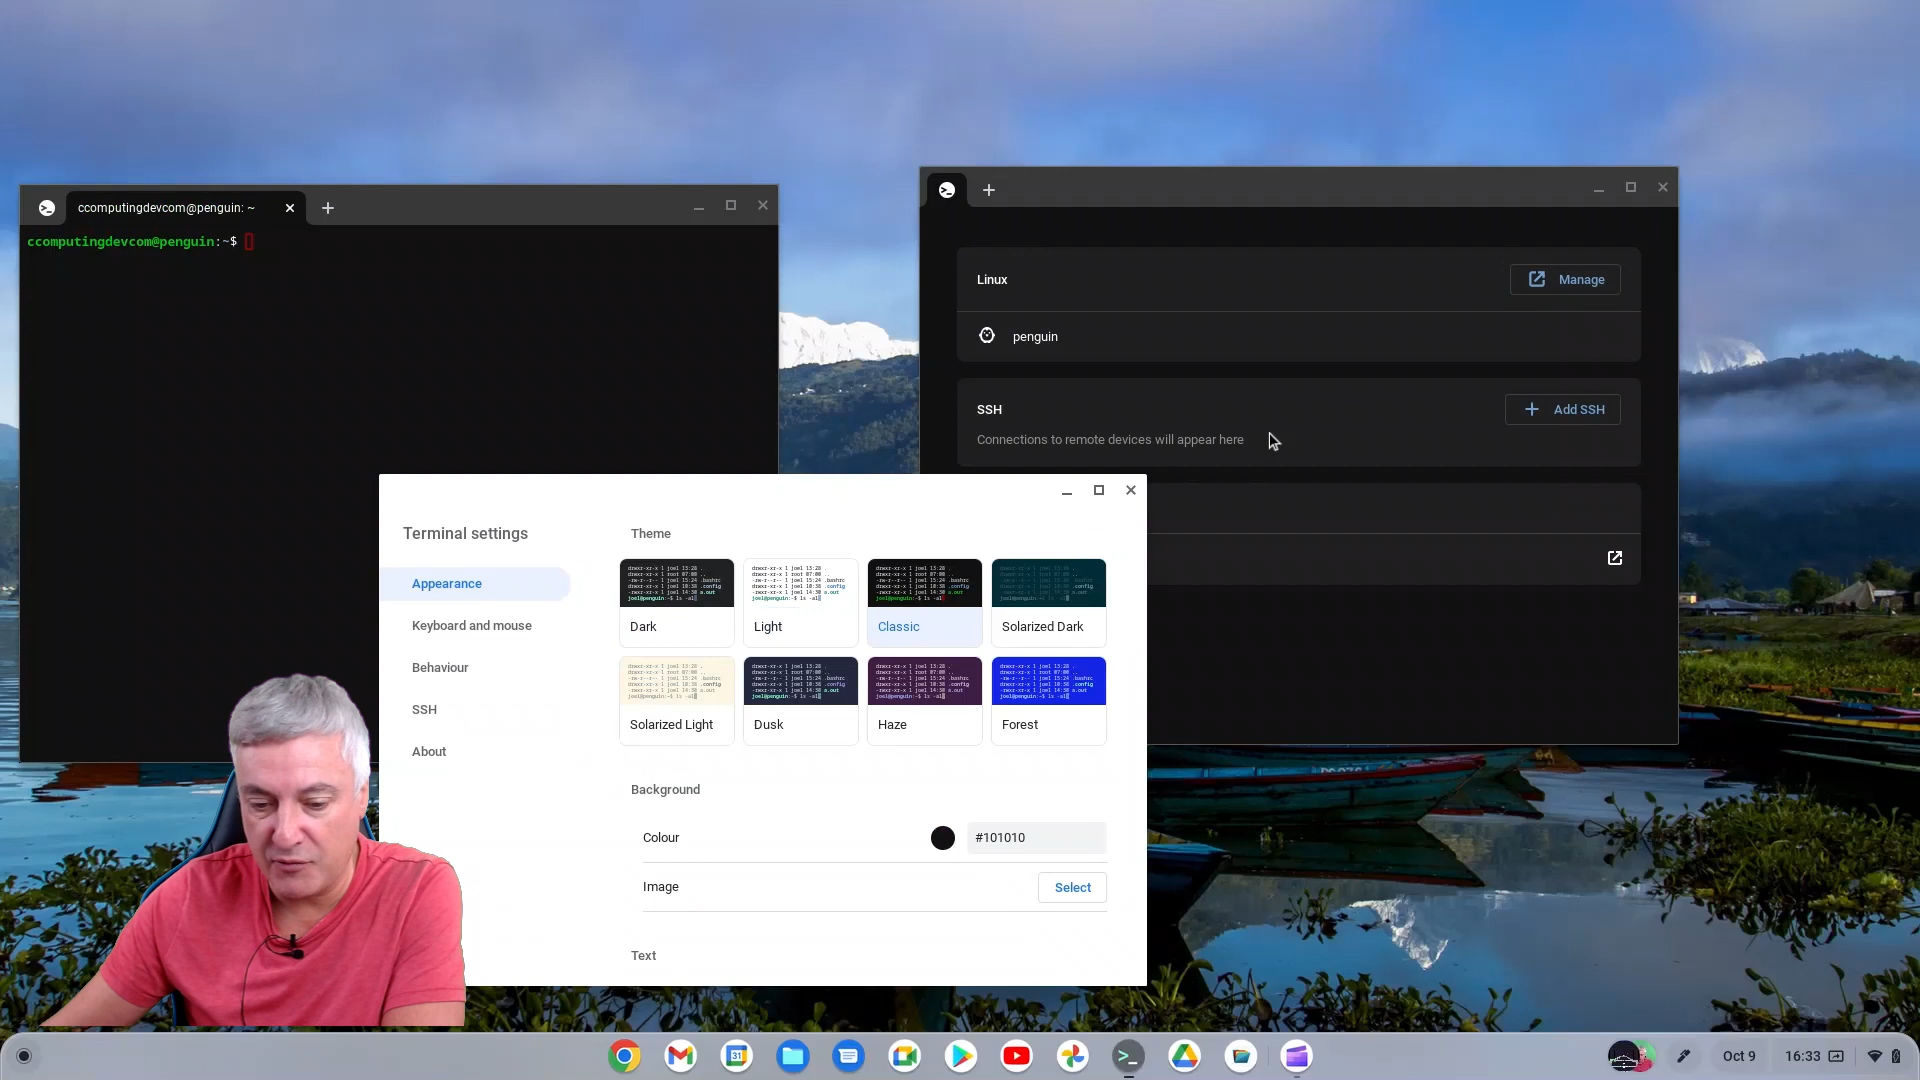 ccomputingdevcom@penguin: ~
ccomputingdevcom@penguin:~$
Linux
Manage
penguin
SSH
Add SSH
Connections to remote devices will appear here
Terminal settings
Appearance
Keyboard and mouse
Behaviour
SSH
About
Theme
Dark
Light
Classic
Solarized Dark
Solarized Light
Dusk
Haze
Forest
Background
Colour
#101010
Image
Select
Text
31
Oct 9
16:33